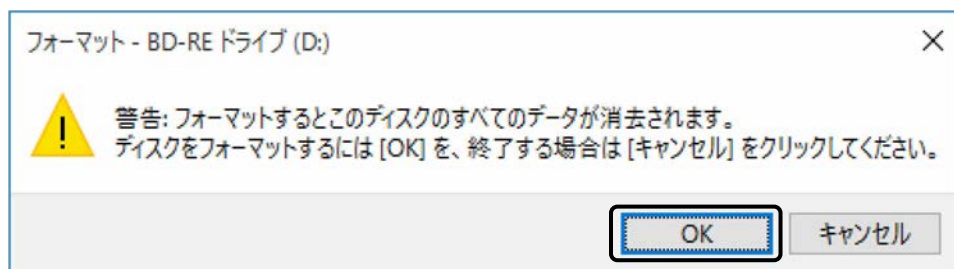 フォーマット - BD-RE ドライブ (D:)
警告: フォーマットするとこのディスクのすべてのデータが消去されます。
ディスクをフォーマットするには [OK] を、終了する場合は [キャンセル] をクリックしてください。
OK
キャンセル